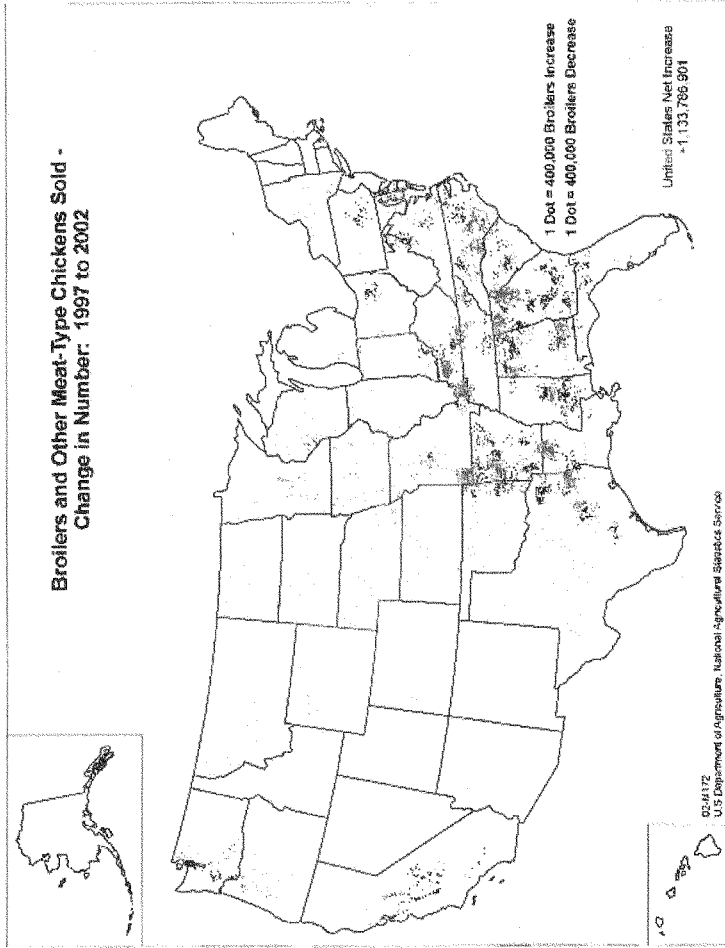 Broilers and Other Meat-Type Chickens Sold -
Change in Number: 1997 to 2002
1 Dot = 400,000 Broilers Increase
1 Dot = 400,000 Broilers Decrease
United States Net Increase
+1,133,786,901
02-M172
U.S Department of Agriculture, National Agricultural Statistics Service